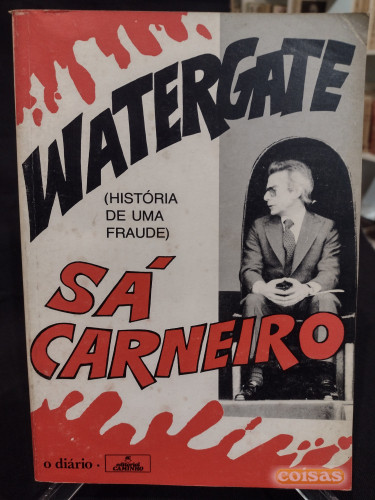 WATERGATE
(HISTÓRIA
DE UMA
FRAUDE)
SÁ
CARNEIRO
o diário •
coisas